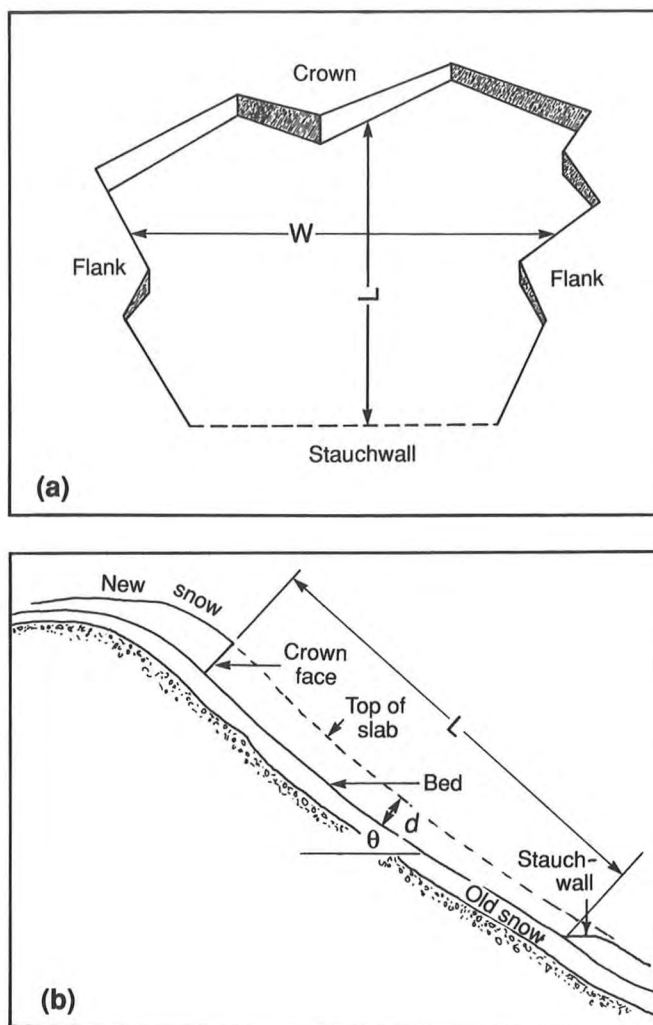 Crown
W
L
Flank
Flank
Stauchwall
(a)
New snow
Crown
face
Top of
slab
L
Bed
d
θ
Stauch-
wall
Old snow
(b)